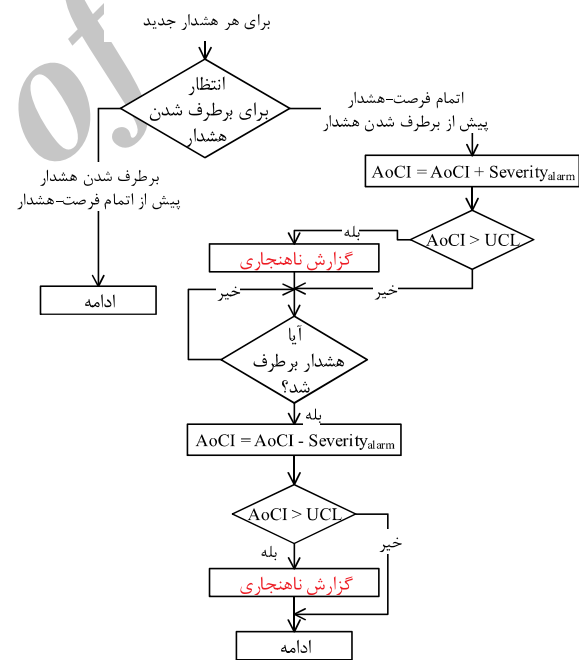 برای هر هشدار جدید
of
انتظار
برای برطرف شدن
هشدار
اتمام فرصت-هشدار
پیش از برطرف شدن هشدار
برطرف شدن هشدار
پیش از اتمام فرصت-هشدار
ادامه
AoCI = AoCI + Severityalarm
AoCI > UCL
بله
گزارش ناهنجاری
خیر
خیر
آیا
هشدار برطرف
شد؟
بله
AoCI = AoCI - Severityalarm
AoCI > UCL
خیر
بله
گزارش ناهنجاری
ادامه